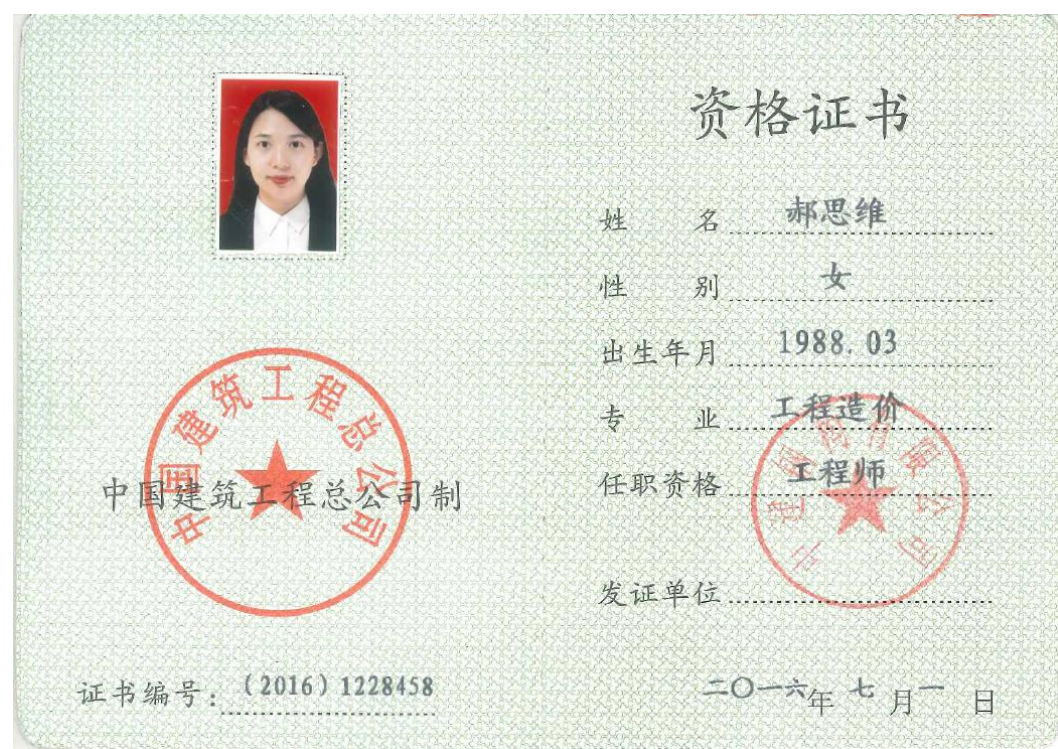 资格证书
姓 名 郝思维
性 别 女
出生年月 1988.03
专 业 工程造价
任职资格 工程师
发证单位
二〇一六年 七 月 一 日
中国建筑工程总公司
中国建筑工程总公司制
证书编号：（2016）1228458